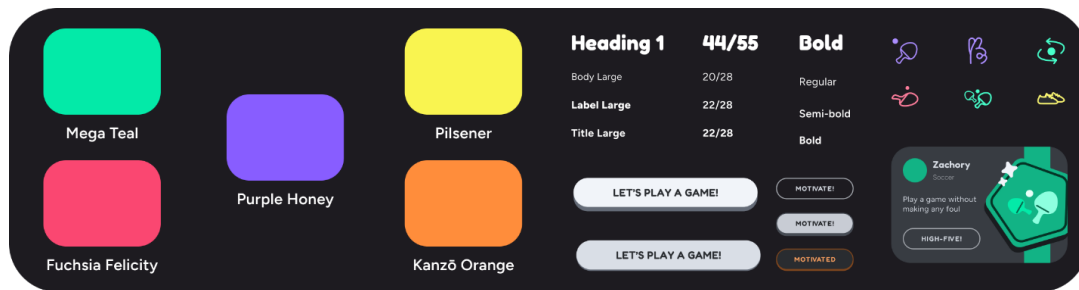 Mega Teal
Fuchsia Felicity
Purple Honey
Pilsener
Kanzō Orange
Heading 1 44/55 Bold
Body Large 20/28 Regular
Label Large 22/28 Semi-bold
Title Large 22/28 Bold
LET'S PLAY A GAME!
LET'S PLAY A GAME!
MOTIVATE!
MOTIVATE!
MOTIVATED
Zachory
Soccer
Play a game without
making any foul
HIGH-FIVE!